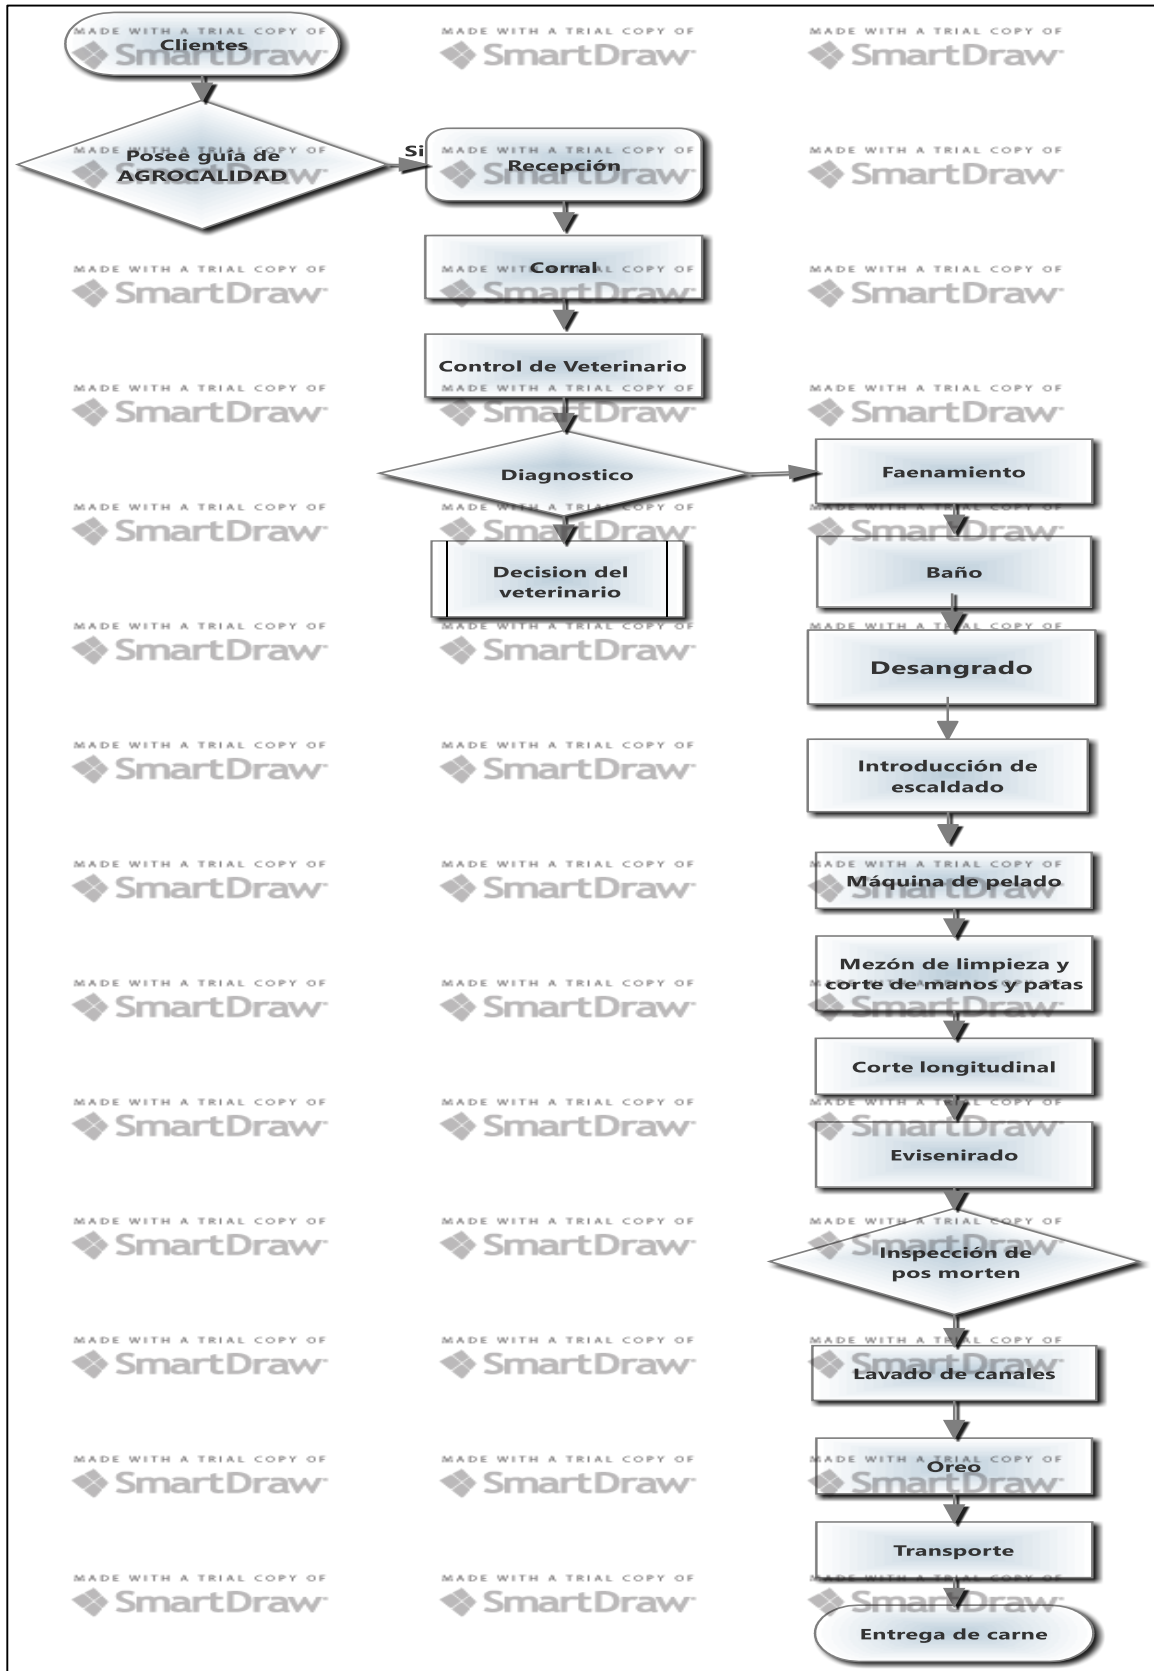 Clientes
Posee guía de
AGROCALIDAD
Si
Recepción
Corral
Control de Veterinario
Diagnostico
Decision del
veterinario
Faenamiento
Baño
Desangrado
Introducción de
escaldado
Máquina de pelado
Mezón de limpieza y
corte de manos y patas
Corte longitudinal
Evisenirado
Inspección de
pos morten
Lavado de canales
Oreo
Transporte
Entrega de carne
MADE WITH A TRIAL COPY OF
SmartDraw